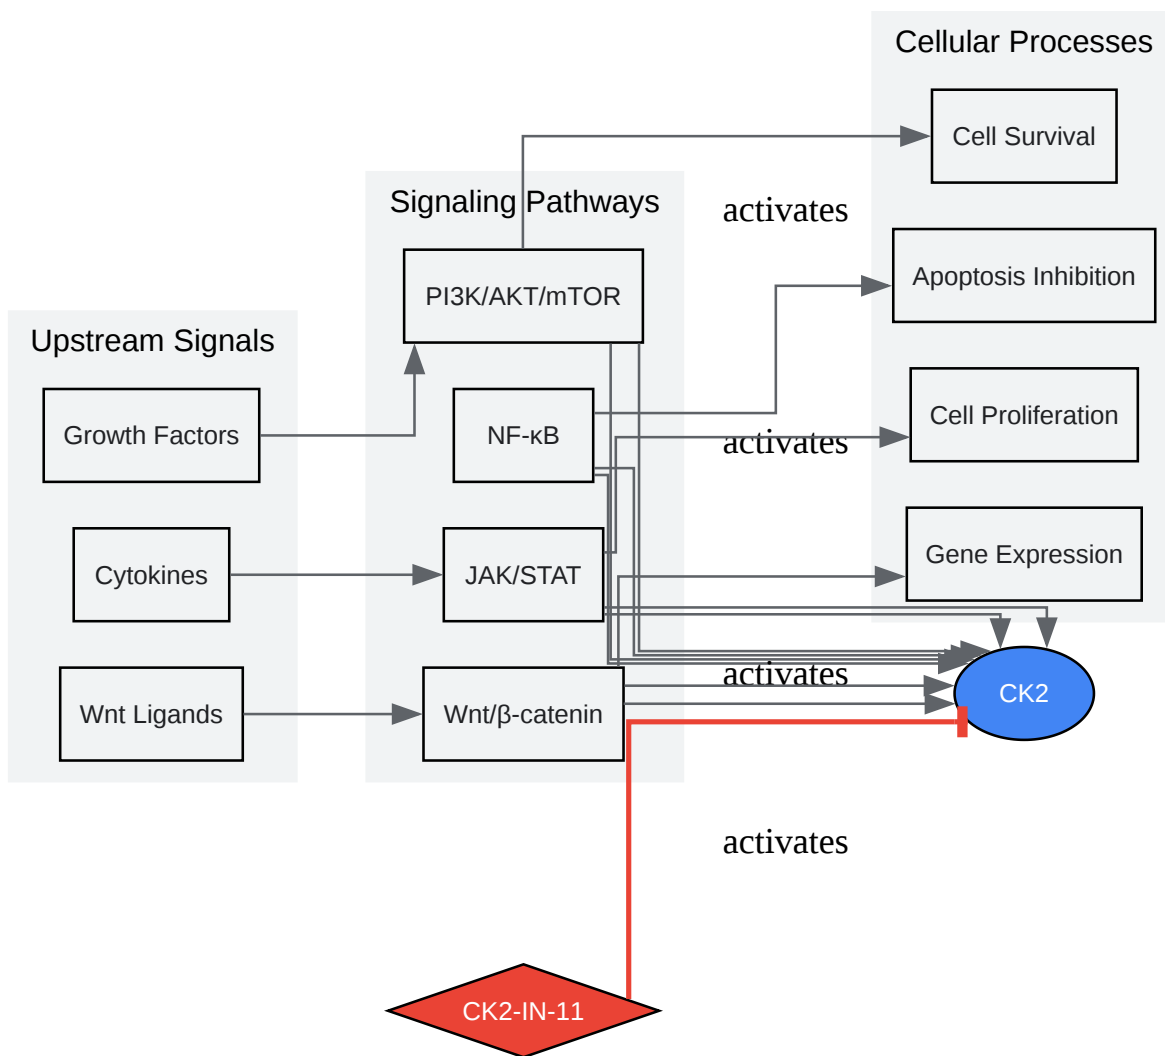 Cellular Processes
Cell Survival
Signaling Pathways
activates
Apoptosis Inhibition
PI3K/AKT/mTOR
Upstream Signals
Growth Factors
NF-κB
activates
Cell Proliferation
Cytokines
JAK/STAT
Gene Expression
activates
CK2
Wnt Ligands
Wnt/β-catenin
activates
CK2-IN-11